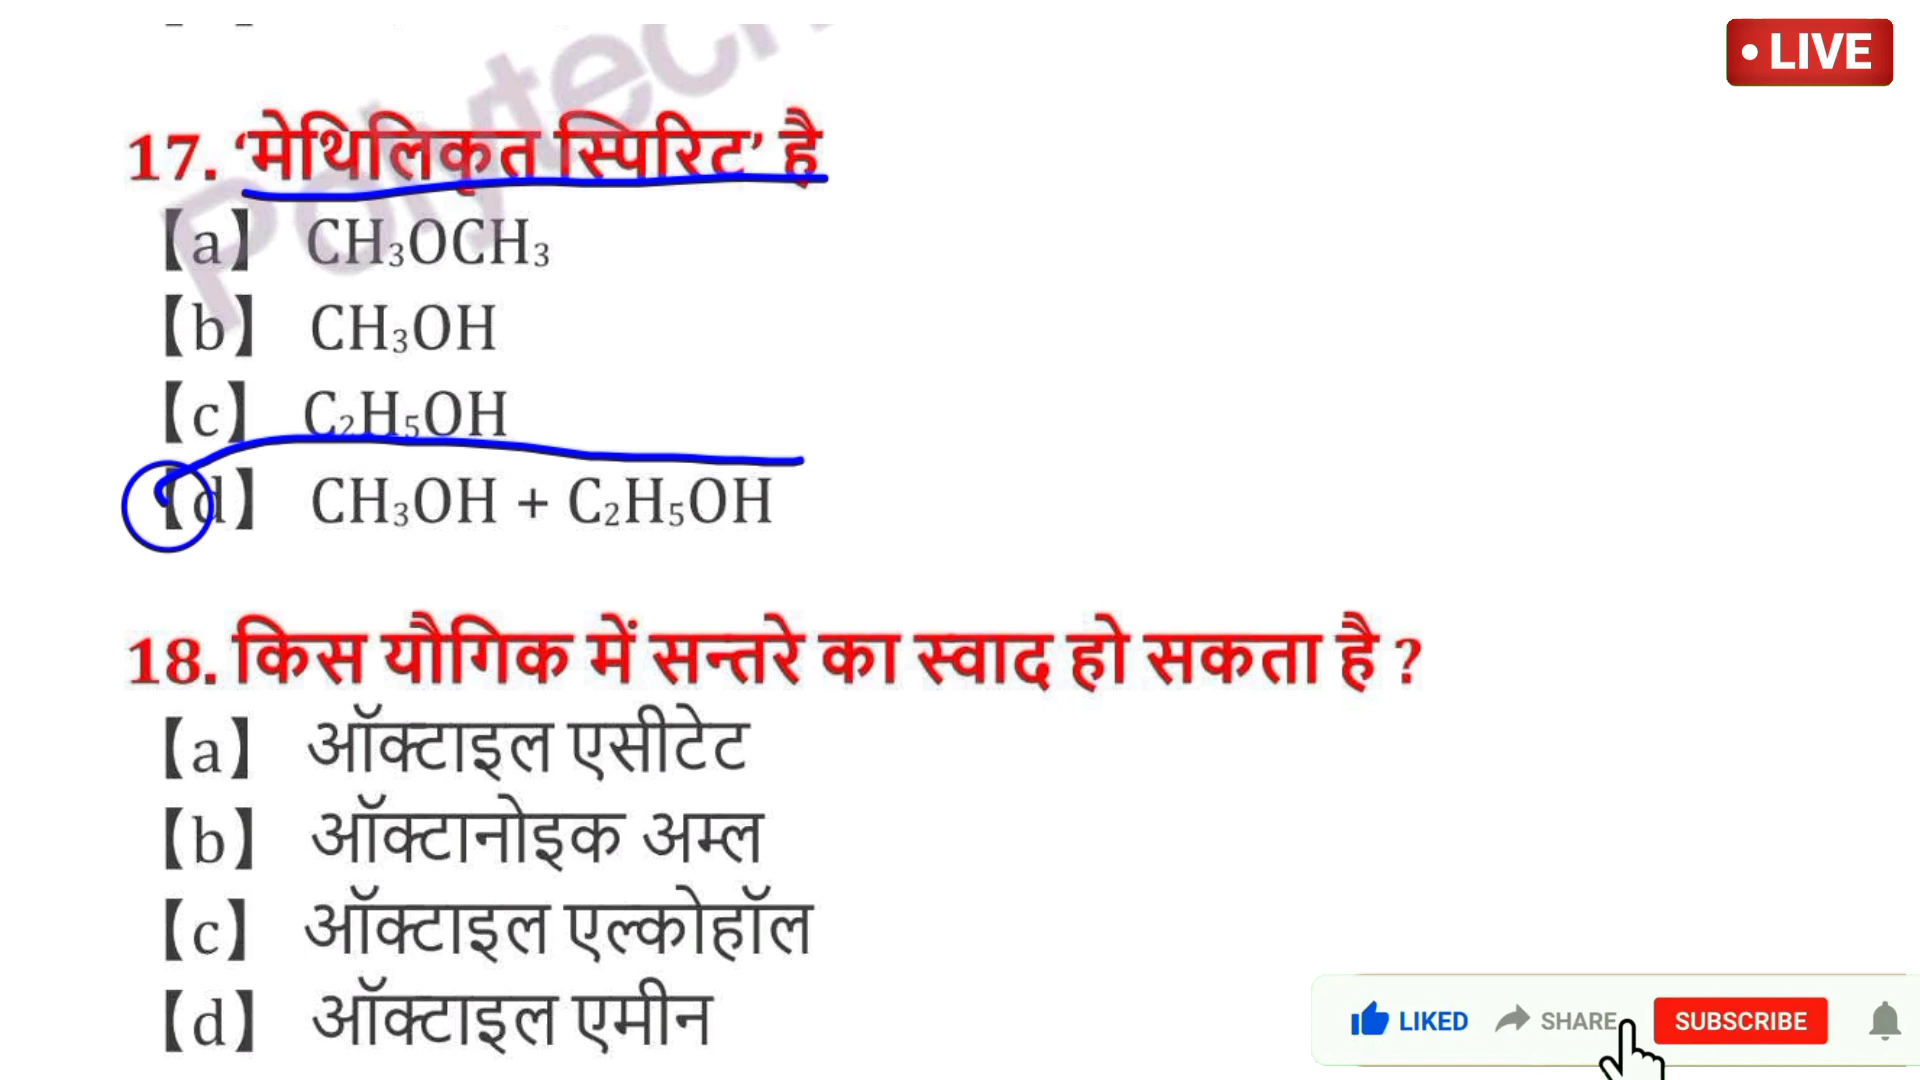 Polytech
• LIVE
17. ‘मेथिलिकृत स्पिरिट’ है
【a】 CH₃OCH₃
【b】 CH₃OH
【c】 C₂H₅OH
【d】 CH₃OH + C₂H₅OH
18. किस यौगिक में सन्तरे का स्वाद हो सकता है ?
【a】 ऑक्टाइल एसीटेट
【b】 ऑक्टानोइक अम्ल
【c】 ऑक्टाइल एल्कोहॉल
【d】 ऑक्टाइल एमीन
LIKED SHARE SUBSCRIBE